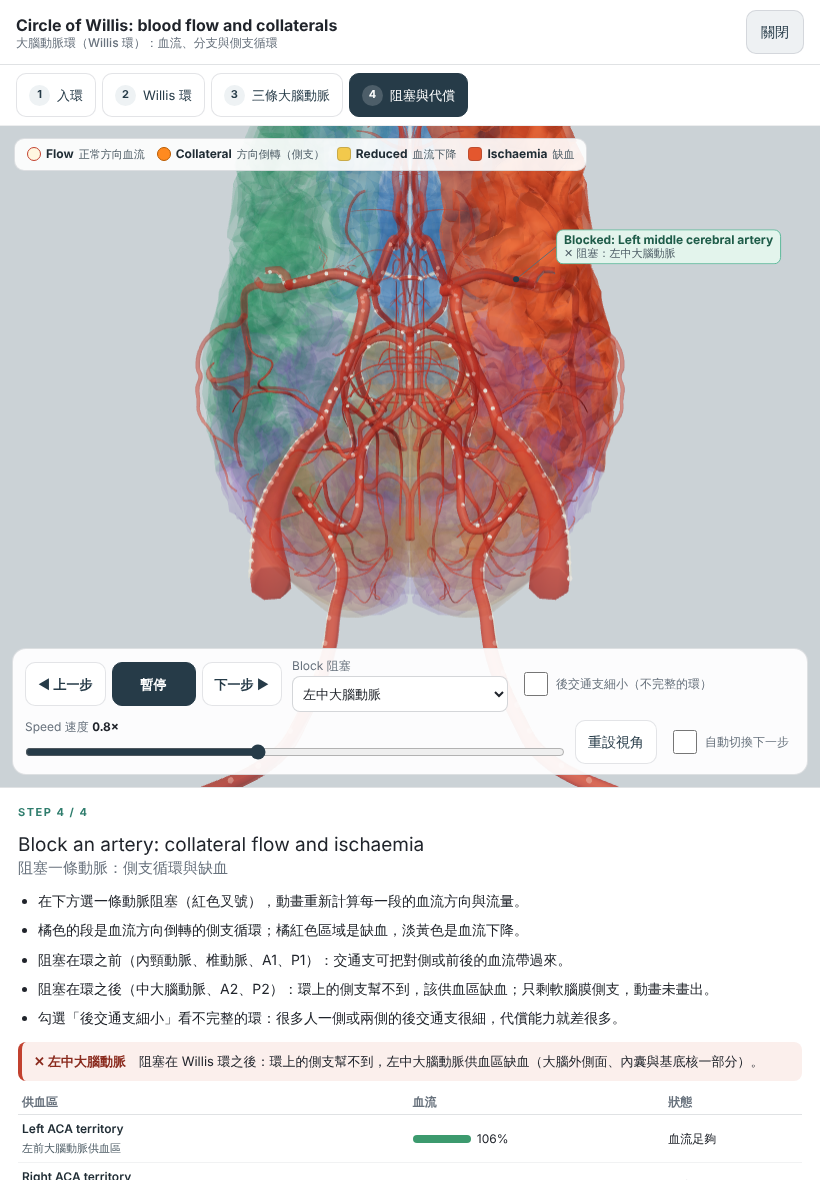 Circle of Willis: blood flow and collaterals
大腦動脈環（Willis 環）：血流、分支與側支循環
關閉
1 入環
2 Willis 環
3 三條大腦動脈
4 阻塞與代償
Flow 正常方向血流
Collateral 方向倒轉（側支）
Reduced 血流下降
Ischaemia 缺血
Blocked: Left middle cerebral artery
✕ 阻塞：左中大腦動脈
◀ 上一步
暫停
下一步 ▶
Block 阻塞
左中大腦動脈
後交通支細小（不完整的環）
Speed 速度 0.8×
重設視角
自動切換下一步
STEP 4 / 4
Block an artery: collateral flow and ischaemia
阻塞一條動脈：側支循環與缺血
• 在下方選一條動脈阻塞（紅色叉號），動畫重新計算每一段的血流方向與流量。
• 橘色的段是血流方向倒轉的側支循環；橘紅色區域是缺血，淡黃色是血流下降。
• 阻塞在環之前（內頸動脈、椎動脈、A1、P1）：交通支可把對側或前後的血流帶過來。
• 阻塞在環之後（中大腦動脈、A2、P2）：環上的側支幫不到，該供血區缺血；只剩軟腦膜側支，動畫未畫出。
• 勾選「後交通支細小」看不完整的環：很多人一側或兩側的後交通支很細，代償能力就差很多。
✕ 左中大腦動脈 阻塞在 Willis 環之後：環上的側支幫不到，左中大腦動脈供血區缺血（大腦外側面、內囊與基底核一部分）。
供血區 血流 狀態
Left ACA territory
左前大腦動脈供血區
106%
血流足夠
Right ACA territory